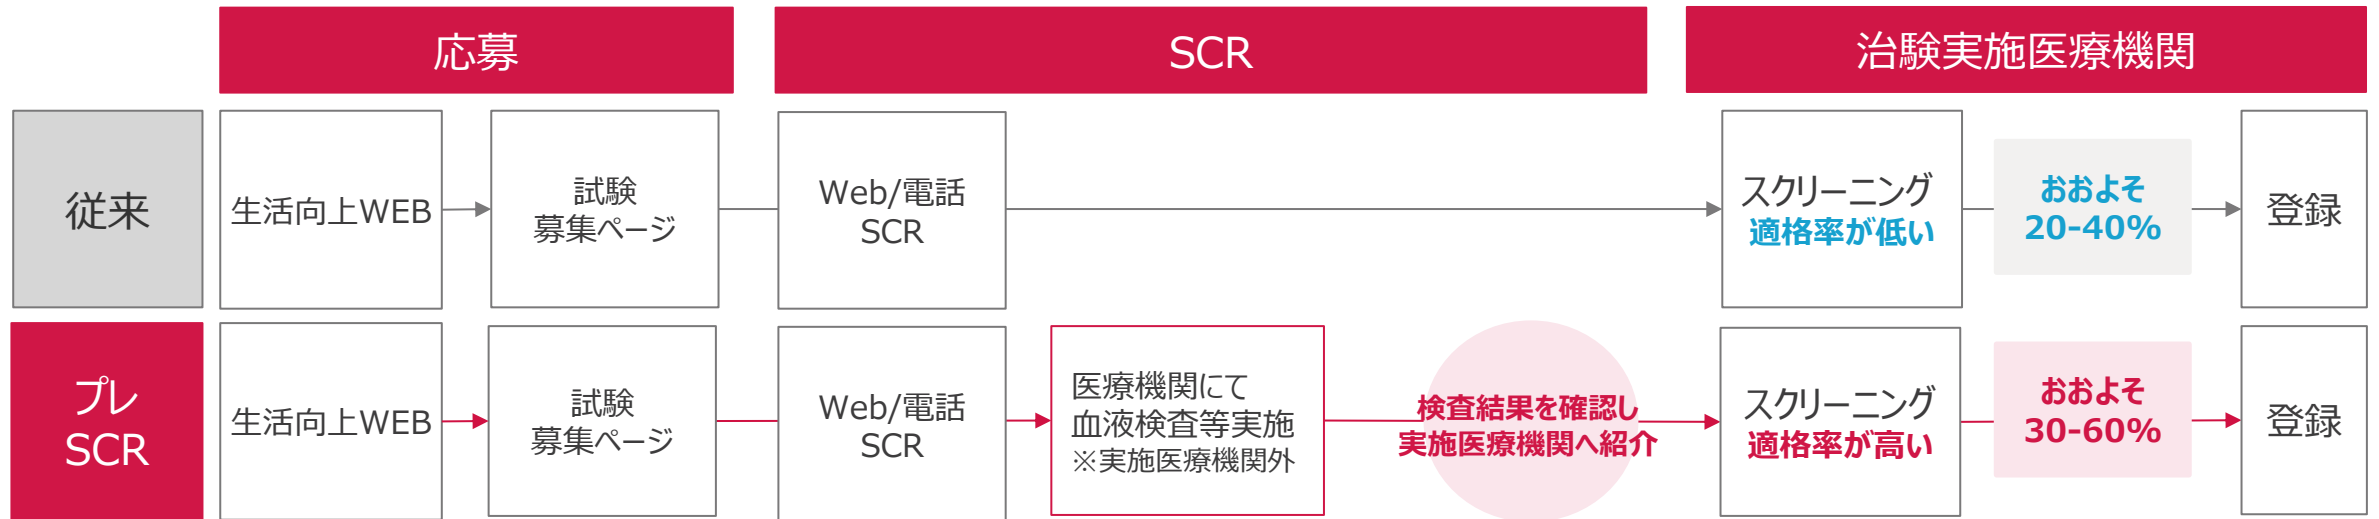 応募
SCR
治験実施医療機関
従来
生活向上WEB
試験
募集ページ
Web/電話
SCR
スクリーニング
適格率が低い
おおよそ
20-40%
登録
プレ
SCR
生活向上WEB
試験
募集ページ
Web/電話
SCR
医療機関にて
血液検査等実施
※実施医療機関外
検査結果を確認し
実施医療機関へ紹介
スクリーニング
適格率が高い
おおよそ
30-60%
登録